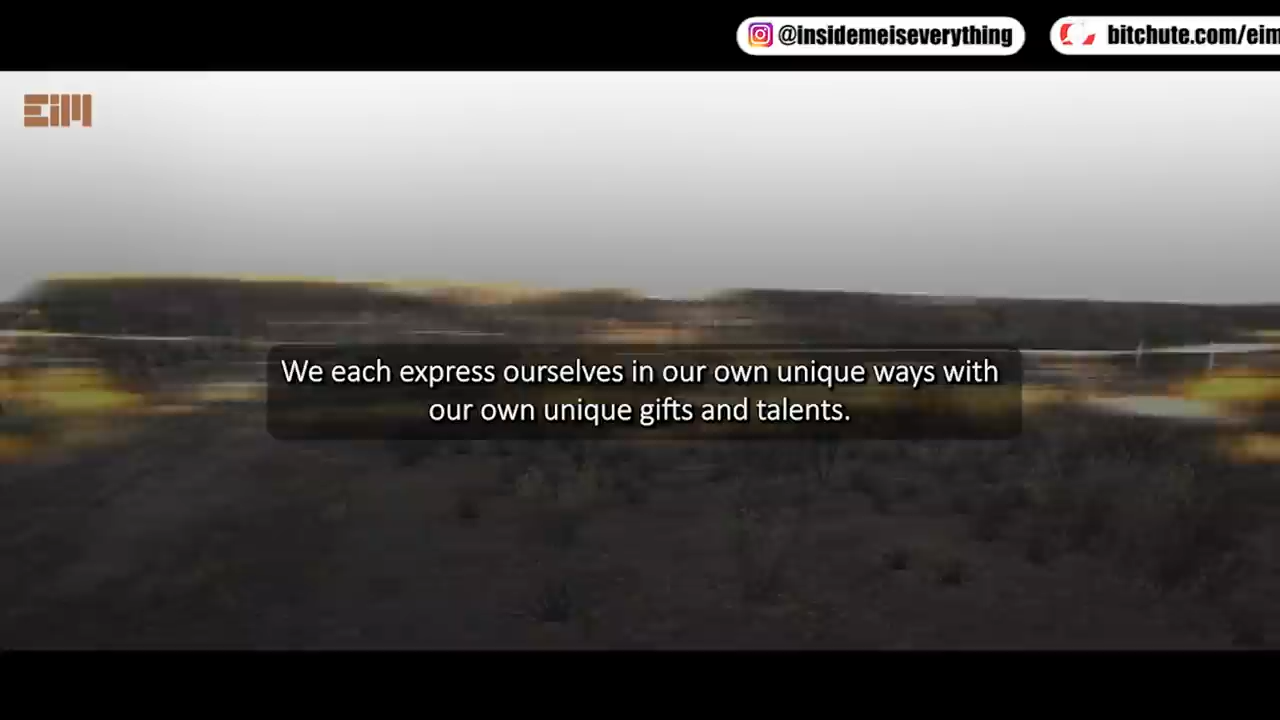 @insidemeiseverything
bitchute.com/eim
EiM
We each express ourselves in our own unique ways with
our own unique gifts and talents.